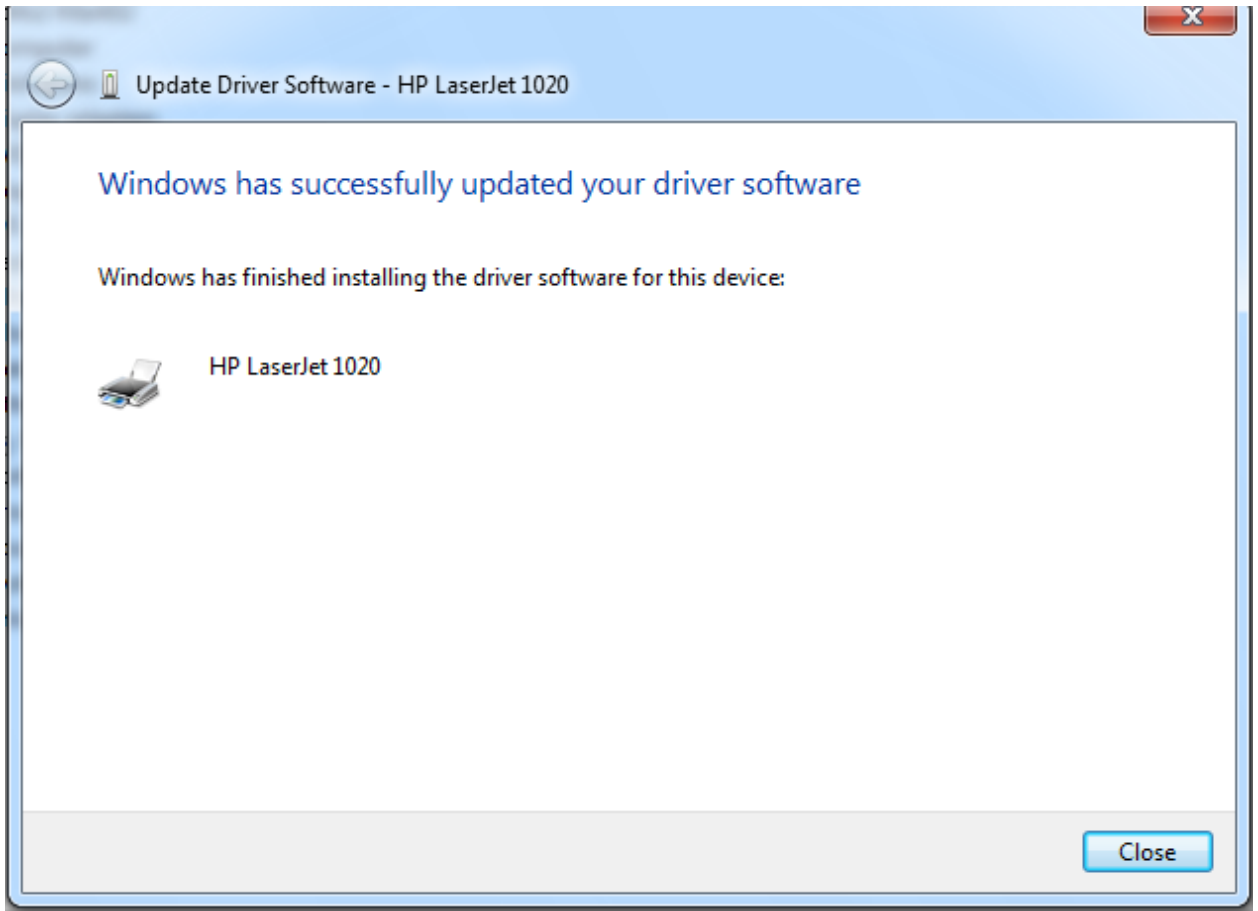 Update Driver Software - HP LaserJet 1020
Windows has successfully updated your driver software
Windows has finished installing the driver software for this device:
HP LaserJet 1020
Close